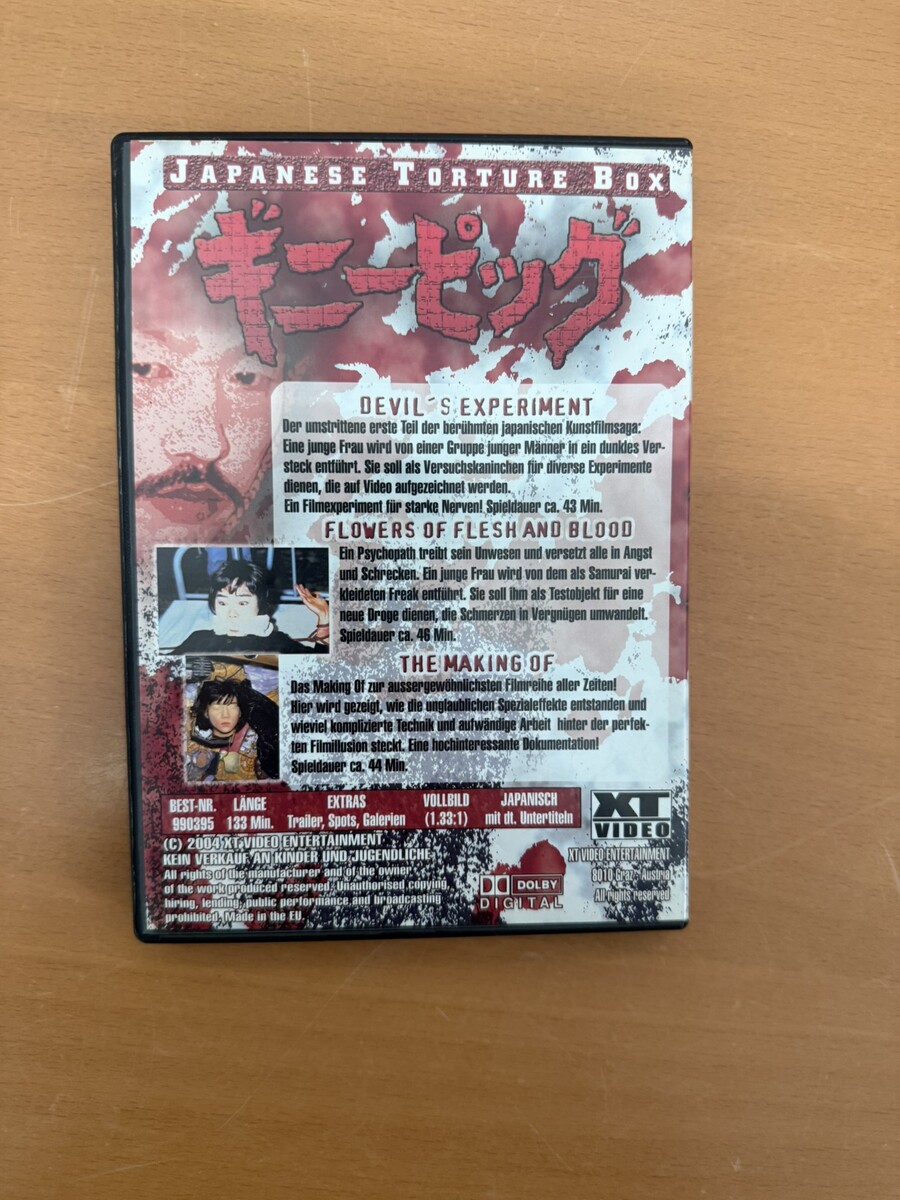 JAPANESE TORTURE BOX
ギニーピッグ
DEVIL´S EXPERIMENT
Der umstrittene erste Teil der berühmten japanischen Kunstfilmsaga:
Eine junge Frau wird von einer Gruppe junger Männer in ein dunkles Ver-
steck entführt. Sie soll als Versuchskaninchen für diverse Experimente
dienen, die auf Video aufgezeichnet werden.
Ein Filmexperiment für starke Nerven! Spieldauer ca. 43 Min.
FLOWERS OF FLESH AND BLOOD
Ein Psychopath treibt sein Unwesen und versetzt alle in Angst
und Schrecken. Ein junge Frau wird von dem als Samurai ver-
kleideten Freak entführt. Sie soll ihm als Testobjekt für eine
neue Droge dienen, die Schmerzen in Vergnügen umwandelt.
Spieldauer ca. 46 Min.
THE MAKING OF
Das Making Of zur aussergewöhnlichsten Filmreihe aller Zeiten!
Hier wird gezeigt, wie die unglaublichen Spezialeffekte entstanden und
wieviel komplizierte Technik und aufwändige Arbeit hinter der perfek-
ten Filmillusion steckt. Eine hochinteressante Dokumentation!
Spieldauer ca. 44 Min.
BEST-NR. LÄNGE EXTRAS VOLLBILD JAPANISCH
990395 133 Min. Trailer, Spots, Galerien (1.33:1) mit dt. Untertiteln
XT
VIDEO
(C) 2004 XT VIDEO ENTERTAINMENT
KEIN VERKAUF AN KINDER UND JUGENDLICHE
All rights of the manufacturer and of the owner
of the work produced reserved. Unauthorised copying,
hiring, lending, public performance and broadcasting
prohibited. Made in the EU.
DOLBY
DIGITAL
XT VIDEO ENTERTAINMENT
8010 Graz, Austria
All rights reserved